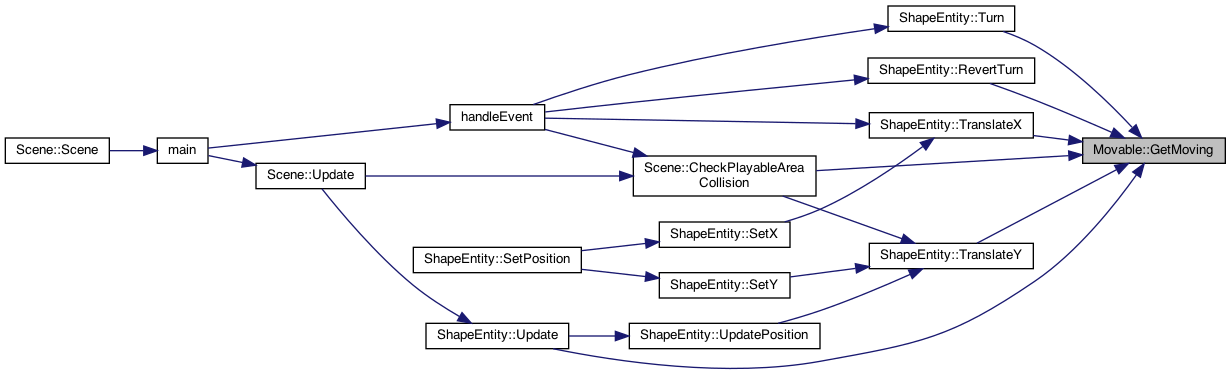 ShapeEntity::Turn
ShapeEntity::RevertTurn
handleEvent
ShapeEntity::TranslateX
Scene::Scene
main
Movable::GetMoving
Scene::Update
Scene::CheckPlayableArea
Collision
ShapeEntity::SetX
ShapeEntity::SetPosition
ShapeEntity::TranslateY
ShapeEntity::SetY
ShapeEntity::Update
ShapeEntity::UpdatePosition